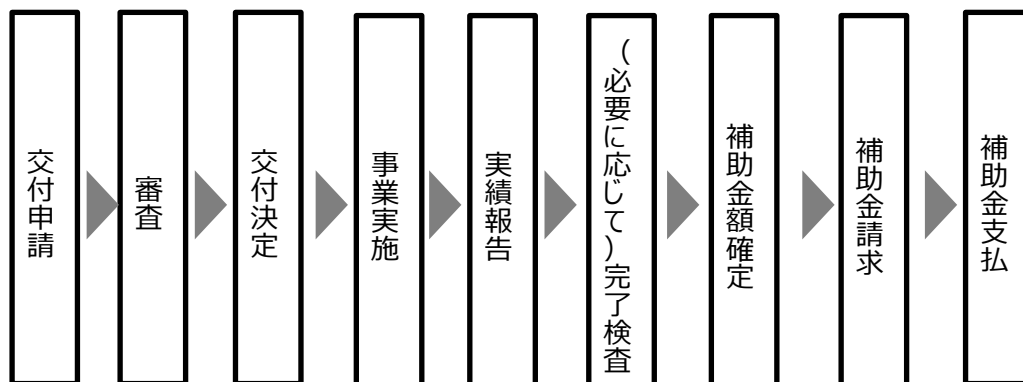 交付申請
審査
交付決定
事業実施
実績報告
（必要に応じて）完了検査
補助金額確定
補助金請求
補助金支払